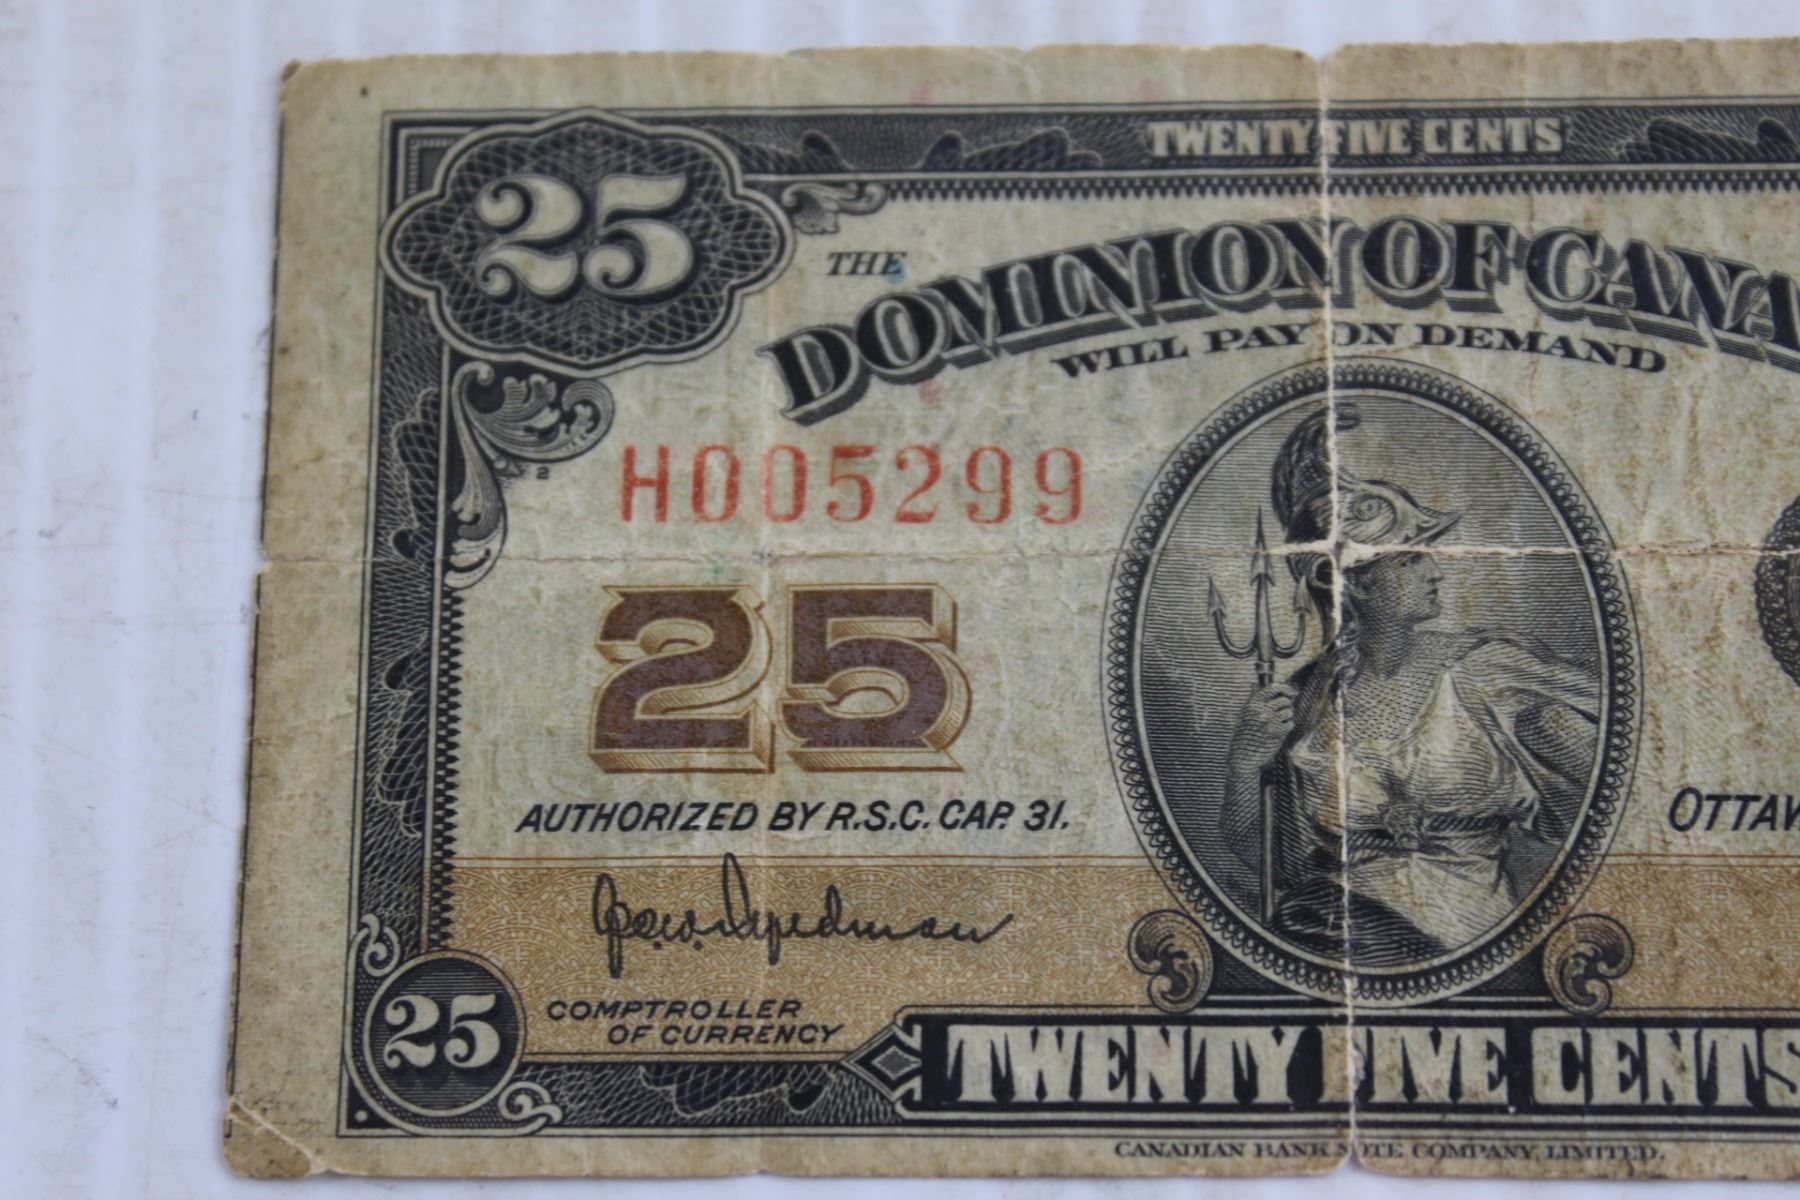 TWENTY-FIVE CENTS
25
THE
DOMINION OF CANA
WILL PAY ON DEMAND
H005299
2
25
AUTHORIZED BY R.S.C. CAP. 31.
OTTAW
COMPTROLLER
OF CURRENCY
25
TWENTY FIVE CENTS
CANADIAN BANK NOTE COMPANY, LIMITED.